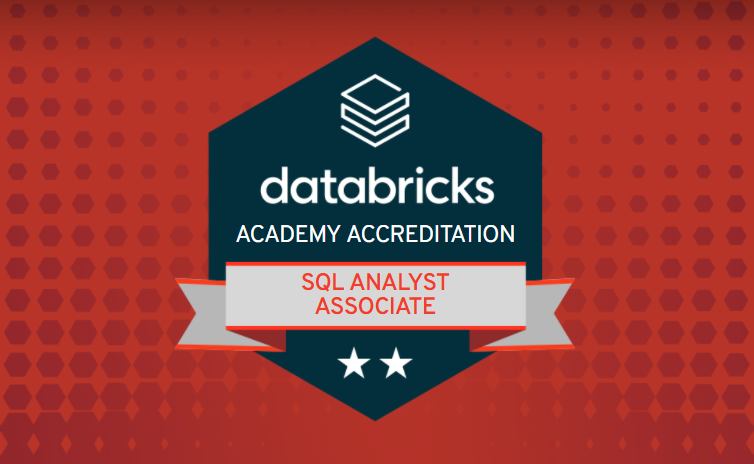 databricks
ACADEMY ACCREDITATION
SQL ANALYST
ASSOCIATE